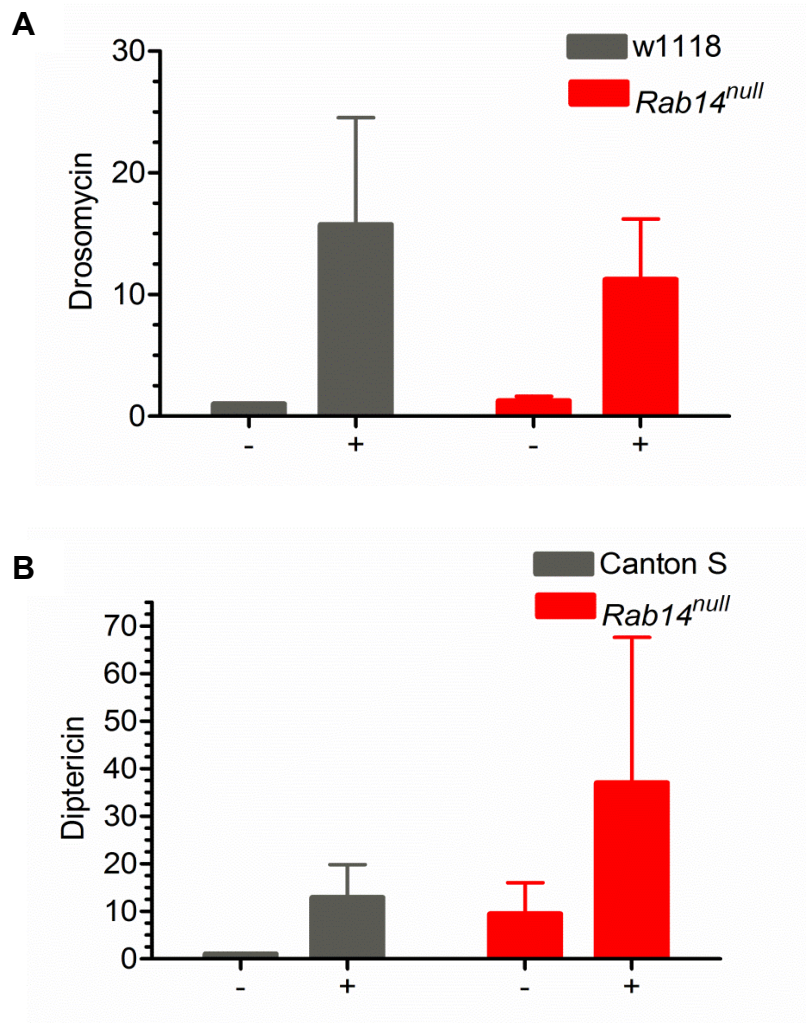 A
w1118
Rab14null
Drosomycin
30
20
10
0
- + - +
B
Canton S
Rab14null
Diptericin
70
60
50
40
30
20
10
0
- + - +